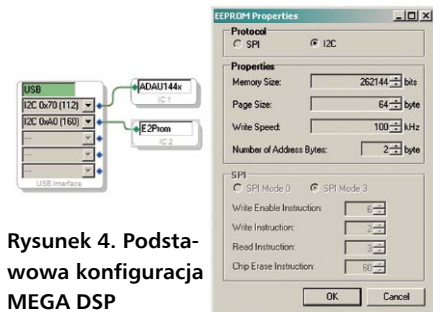 USB
I2C 0x70 (112)
I2C 0xA0 (160)
---
---
---
USB Interface
ADAU144x
IC 1
E2Prom
IC 2
Rysunek 4. Podsta-
wowa konfiguracja
MEGA DSP
EEPROM Properties
Protocol
SPI I2C
Properties
Memory Size: 262144 bits
Page Size: 64 byte
Write Speed: 100 kHz
Number of Address Bytes: 2 byte
SPI
SPI Mode 0 SPI Mode 3
Write Enable Instruction: 6
Write Instruction: 2
Read Instruction: 3
Chip Erase Instruction: 60
OK Cancel